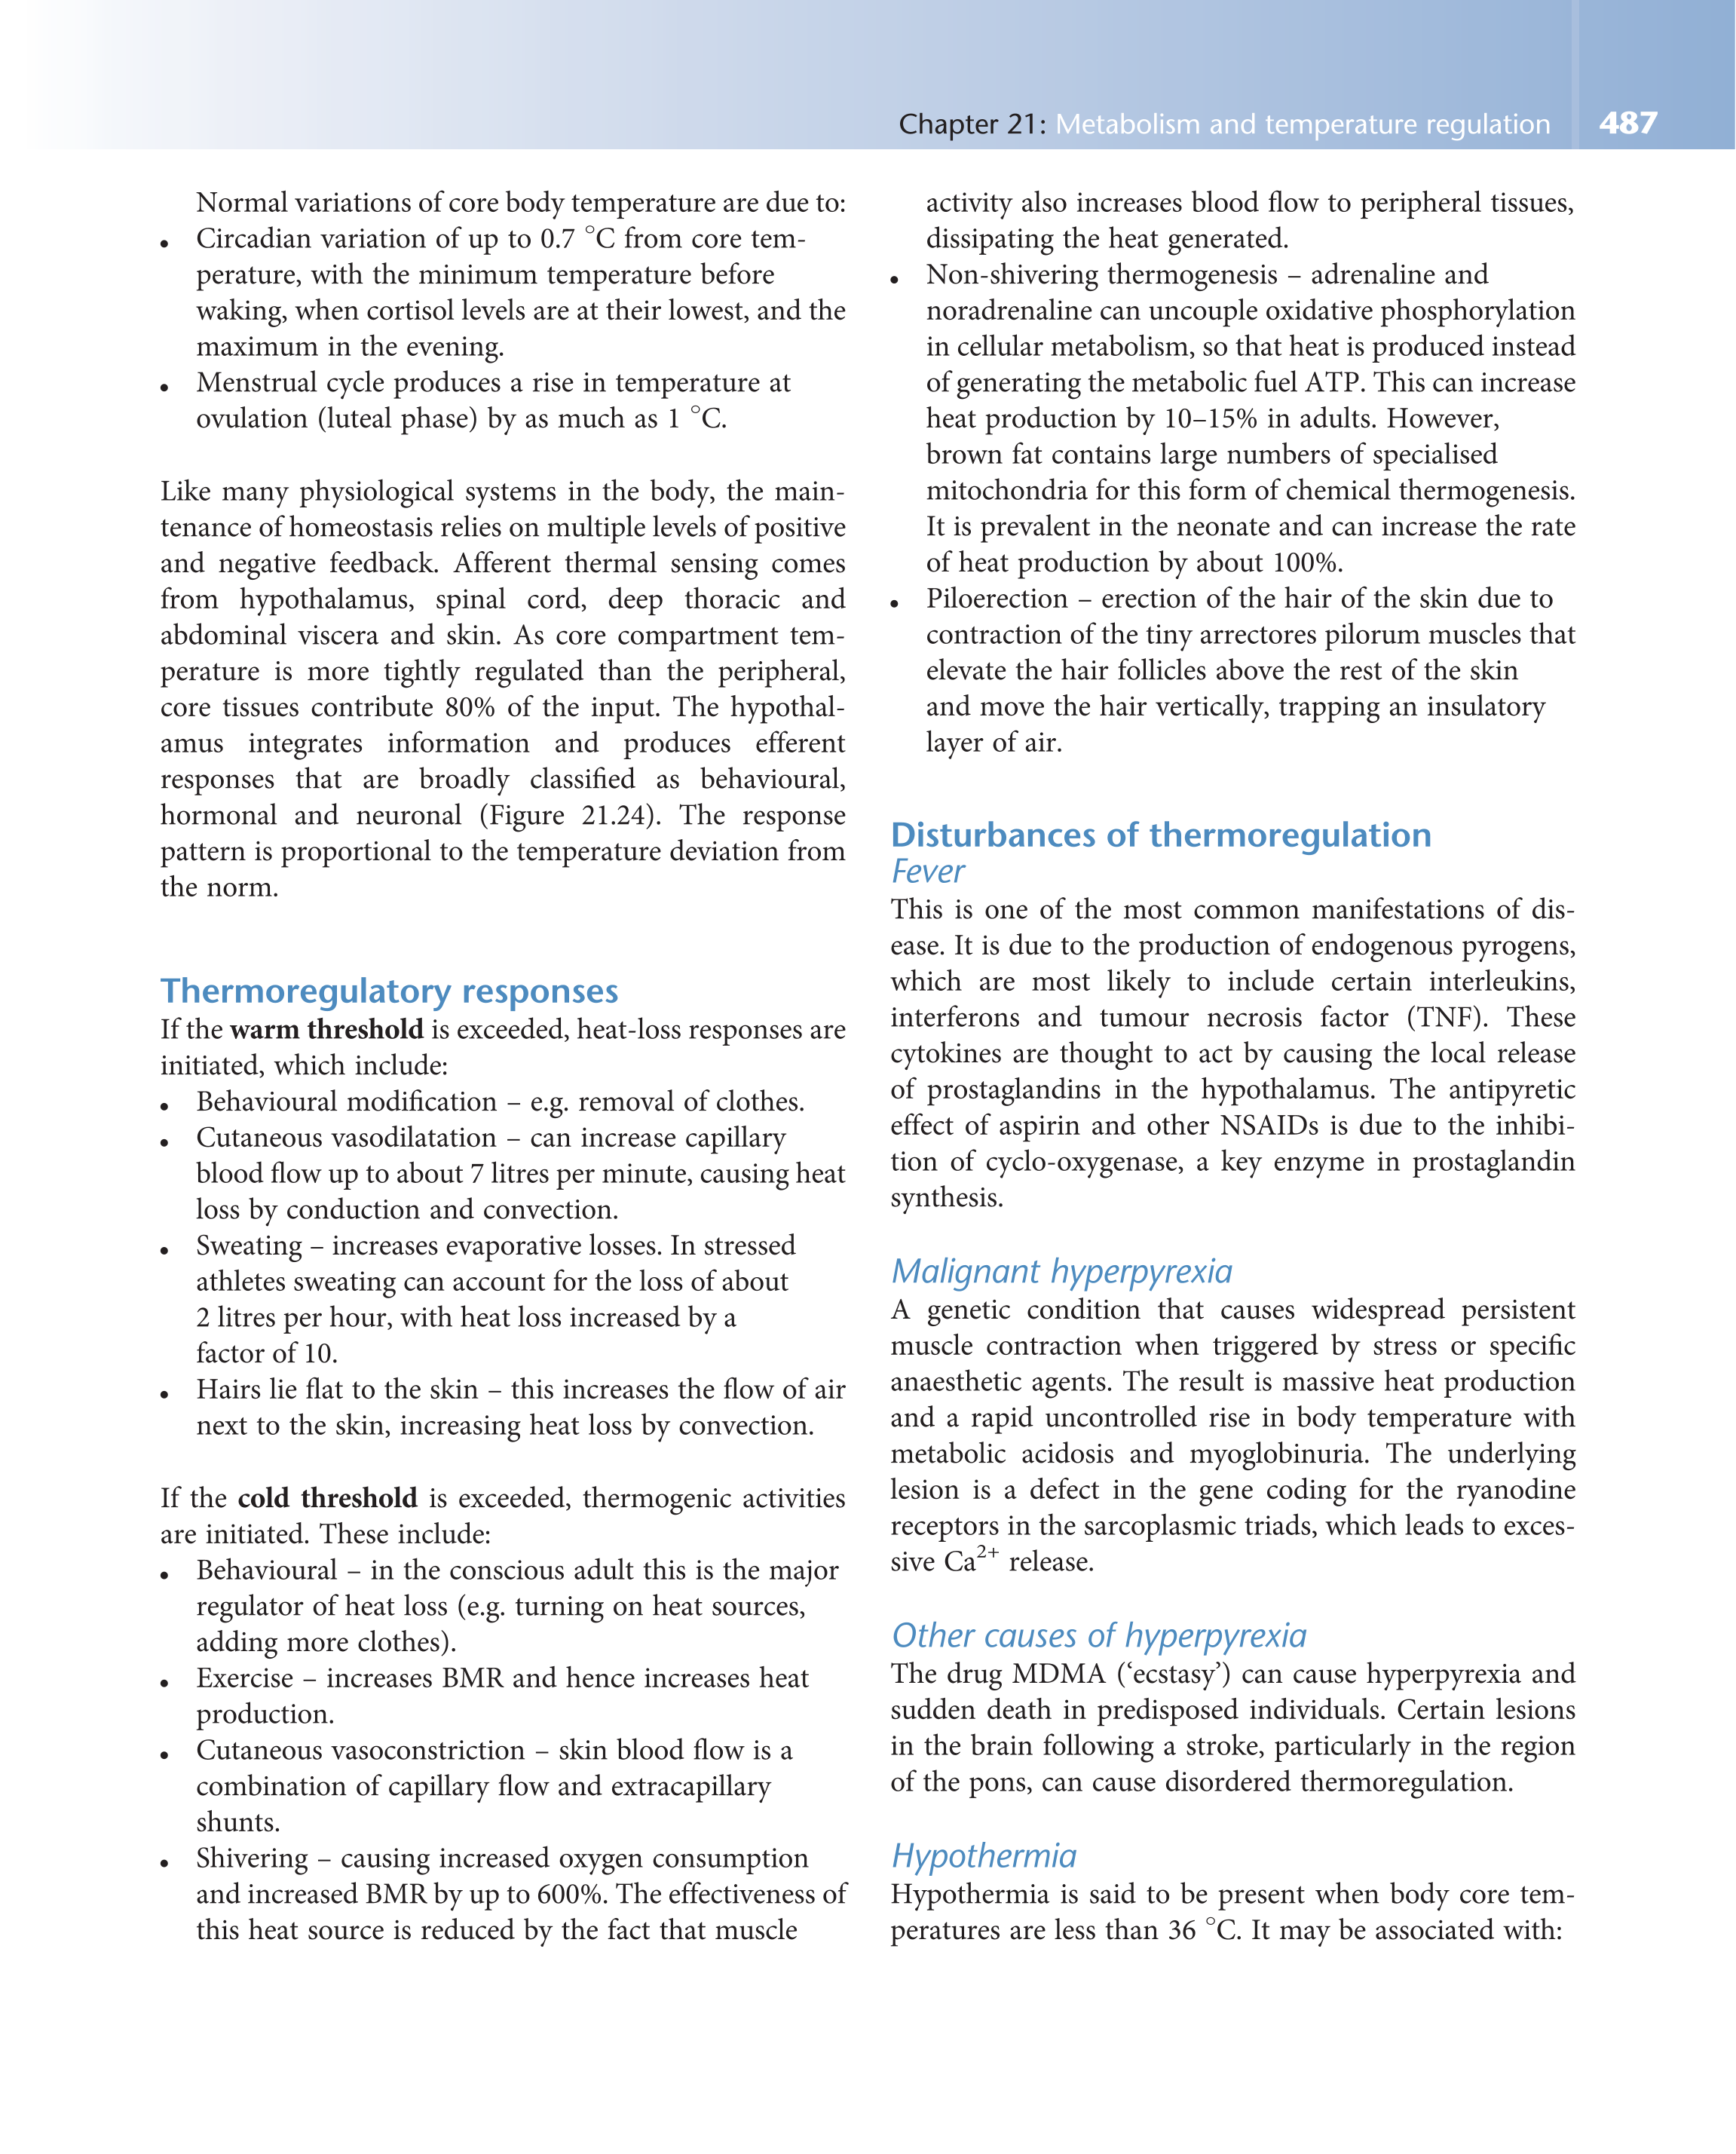 Chapter 21: Metabolism and temperature regulation 487
Normal variations of core body temperature are due to:
• Circadian variation of up to 0.7 °C from core tem-
perature, with the minimum temperature before
waking, when cortisol levels are at their lowest, and the
maximum in the evening.
• Menstrual cycle produces a rise in temperature at
ovulation (luteal phase) by as much as 1 °C.
Like many physiological systems in the body, the main-
tenance of homeostasis relies on multiple levels of positive
and negative feedback. Afferent thermal sensing comes
from hypothalamus, spinal cord, deep thoracic and
abdominal viscera and skin. As core compartment tem-
perature is more tightly regulated than the peripheral,
core tissues contribute 80% of the input. The hypothal-
amus integrates information and produces efferent
responses that are broadly classified as behavioural,
hormonal and neuronal (Figure 21.24). The response
pattern is proportional to the temperature deviation from
the norm.
Thermoregulatory responses
If the warm threshold is exceeded, heat-loss responses are
initiated, which include:
• Behavioural modification – e.g. removal of clothes.
• Cutaneous vasodilatation – can increase capillary
blood flow up to about 7 litres per minute, causing heat
loss by conduction and convection.
• Sweating – increases evaporative losses. In stressed
athletes sweating can account for the loss of about
2 litres per hour, with heat loss increased by a
factor of 10.
• Hairs lie flat to the skin – this increases the flow of air
next to the skin, increasing heat loss by convection.
If the cold threshold is exceeded, thermogenic activities
are initiated. These include:
• Behavioural – in the conscious adult this is the major
regulator of heat loss (e.g. turning on heat sources,
adding more clothes).
• Exercise – increases BMR and hence increases heat
production.
• Cutaneous vasoconstriction – skin blood flow is a
combination of capillary flow and extracapillary
shunts.
• Shivering – causing increased oxygen consumption
and increased BMR by up to 600%. The effectiveness of
this heat source is reduced by the fact that muscle
activity also increases blood flow to peripheral tissues,
dissipating the heat generated.
• Non-shivering thermogenesis – adrenaline and
noradrenaline can uncouple oxidative phosphorylation
in cellular metabolism, so that heat is produced instead
of generating the metabolic fuel ATP. This can increase
heat production by 10–15% in adults. However,
brown fat contains large numbers of specialised
mitochondria for this form of chemical thermogenesis.
It is prevalent in the neonate and can increase the rate
of heat production by about 100%.
• Piloerection – erection of the hair of the skin due to
contraction of the tiny arrectores pilorum muscles that
elevate the hair follicles above the rest of the skin
and move the hair vertically, trapping an insulatory
layer of air.
Disturbances of thermoregulation
Fever
This is one of the most common manifestations of dis-
ease. It is due to the production of endogenous pyrogens,
which are most likely to include certain interleukins,
interferons and tumour necrosis factor (TNF). These
cytokines are thought to act by causing the local release
of prostaglandins in the hypothalamus. The antipyretic
effect of aspirin and other NSAIDs is due to the inhibi-
tion of cyclo-oxygenase, a key enzyme in prostaglandin
synthesis.
Malignant hyperpyrexia
A genetic condition that causes widespread persistent
muscle contraction when triggered by stress or specific
anaesthetic agents. The result is massive heat production
and a rapid uncontrolled rise in body temperature with
metabolic acidosis and myoglobinuria. The underlying
lesion is a defect in the gene coding for the ryanodine
receptors in the sarcoplasmic triads, which leads to exces-
sive Ca²⁺ release.
Other causes of hyperpyrexia
The drug MDMA (‘ecstasy’) can cause hyperpyrexia and
sudden death in predisposed individuals. Certain lesions
in the brain following a stroke, particularly in the region
of the pons, can cause disordered thermoregulation.
Hypothermia
Hypothermia is said to be present when body core tem-
peratures are less than 36 °C. It may be associated with: